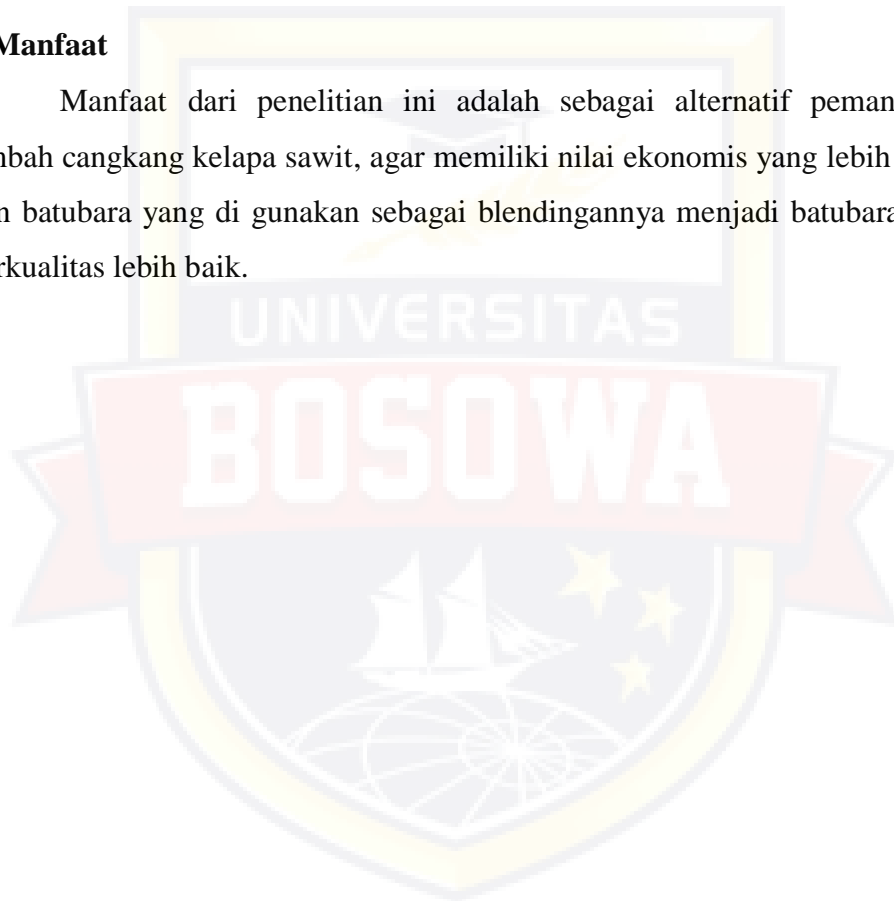 Manfaat
Manfaat dari penelitian ini adalah sebagai alternatif peman
mbah cangkang kelapa sawit, agar memiliki nilai ekonomis yang lebih
n batubara yang di gunakan sebagai blendingannya menjadi batubara
rkualitas lebih baik.
UNIVERSITAS
BOSOWA